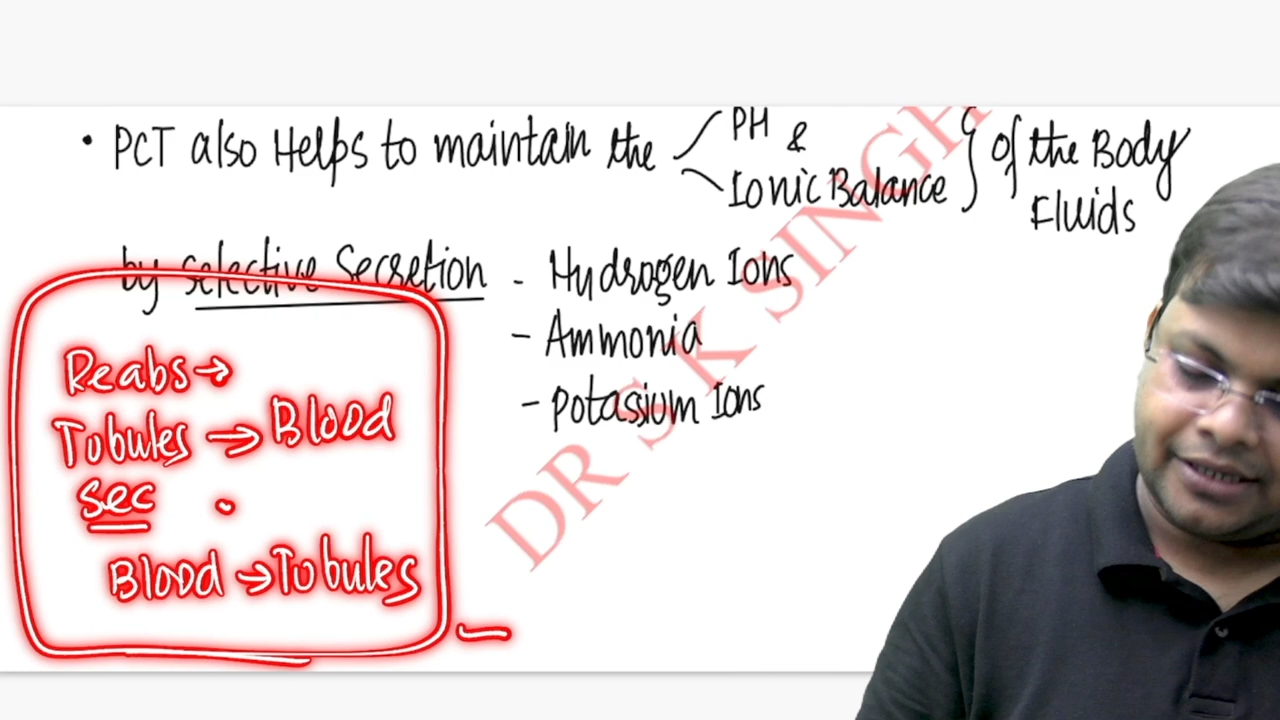 • PCT also Helps to maintain the PH & Ionic Balance } of the Body Fluids
by selective Secretion - Hydrogen Ions
- Ammonia
- Potasium Ions
Reabs →
Tubules → Blood
Sec
Blood → Tubules
DR S K SINGH